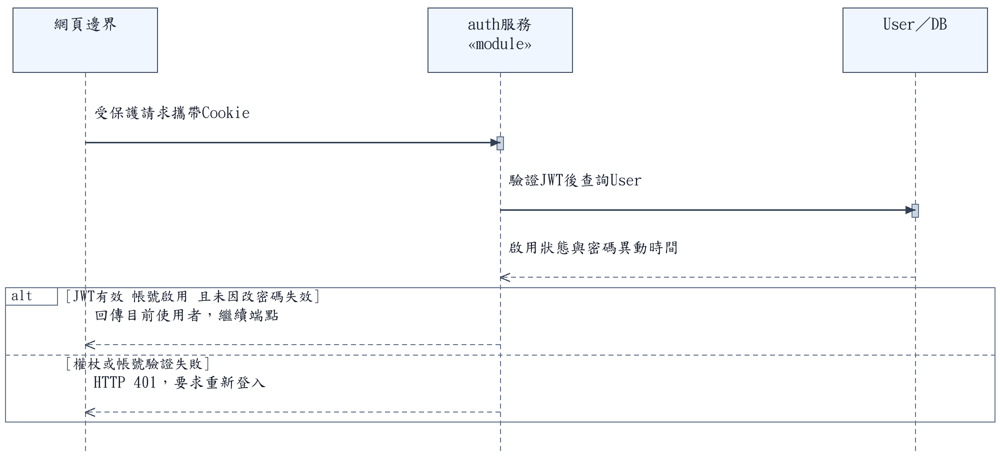 網頁邊界
auth服務
«module»
User／DB
受保護請求攜帶Cookie
驗證JWT後查詢User
啟用狀態與密碼異動時間
alt
[JWT有效 帳號啟用 且未因改密碼失效]
回傳目前使用者，繼續端點
[權杖或帳號驗證失敗]
HTTP 401，要求重新登入